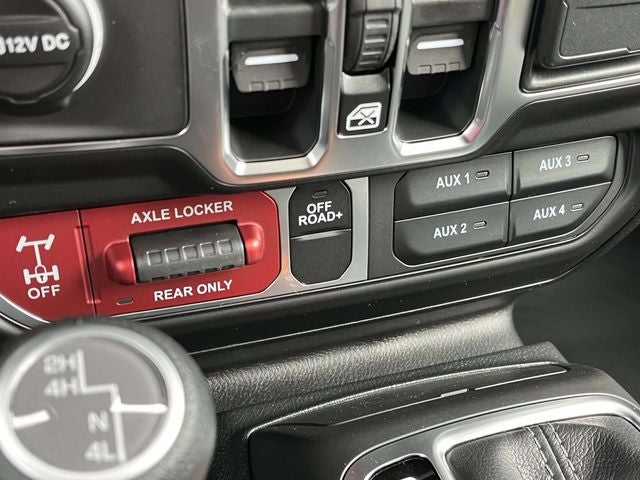 12V DC
AXLE LOCKER
OFF
REAR ONLY
OFF
ROAD+
AUX 1
AUX 3
AUX 2
AUX 4
2H
4H
N
4L